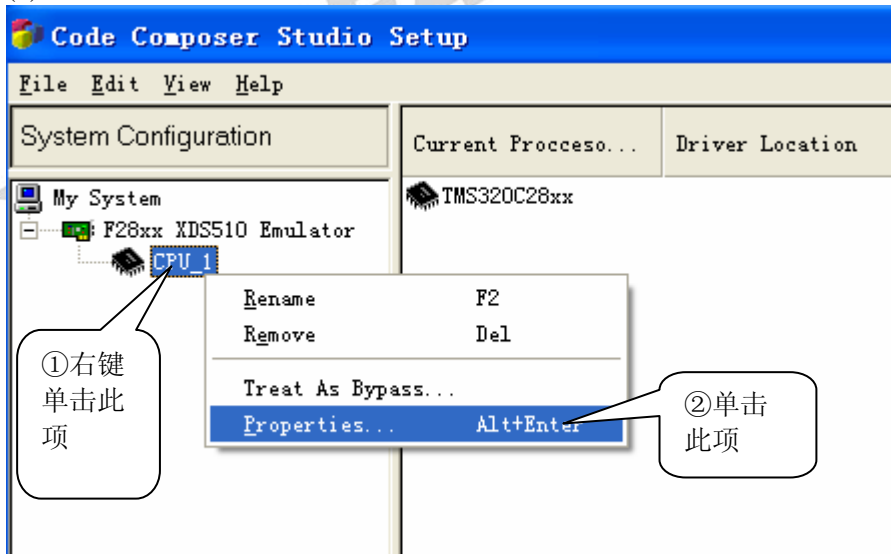 Code Composer Studio Setup
File Edit View Help
System Configuration
Current Procceso... Driver Location
My System
TMS320C28xx
F28xx XDS510 Emulator
CPU_1
Rename F2
Remove Del
Treat As Bypass...
Properties... Alt+Enter
①右键
单击此
项
②单击
此项